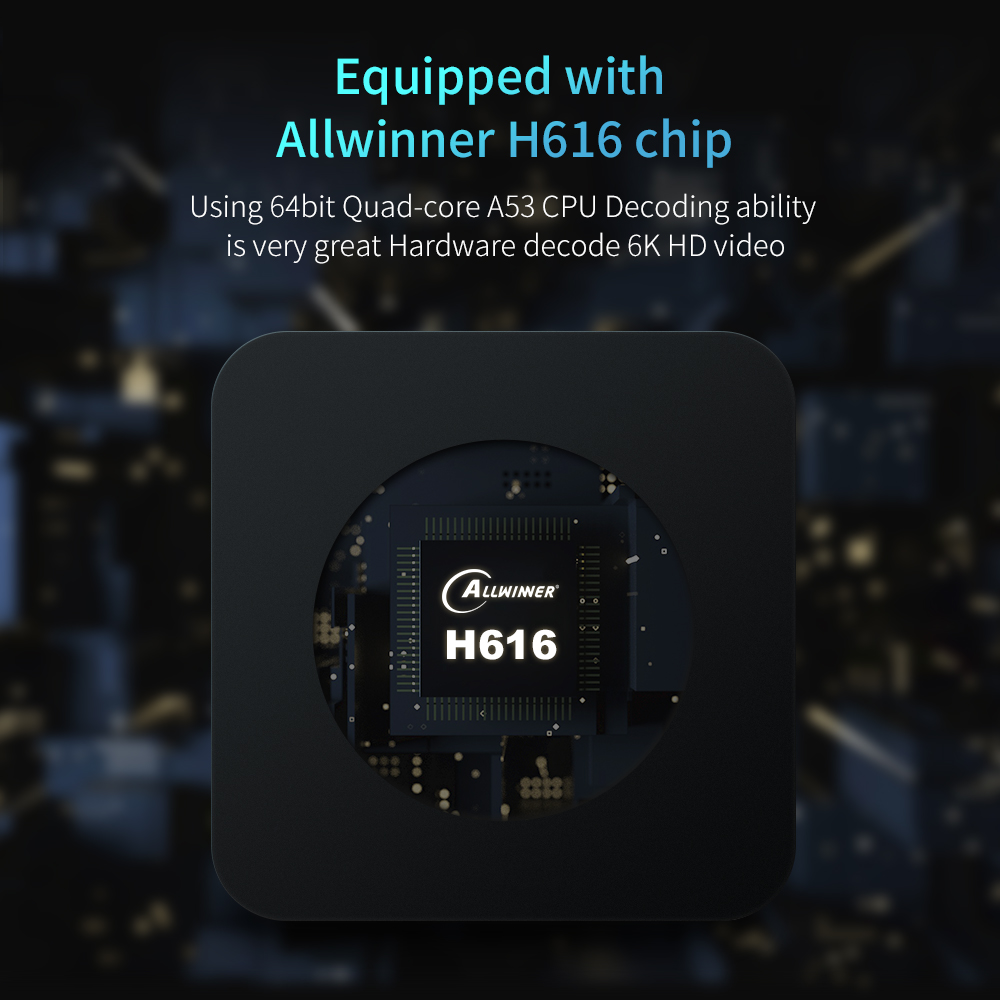 Equipped with
Allwinner H616 chip
Using 64bit Quad-core A53 CPU Decoding ability
is very great Hardware decode 6K HD video
ALLWINNER®
H616